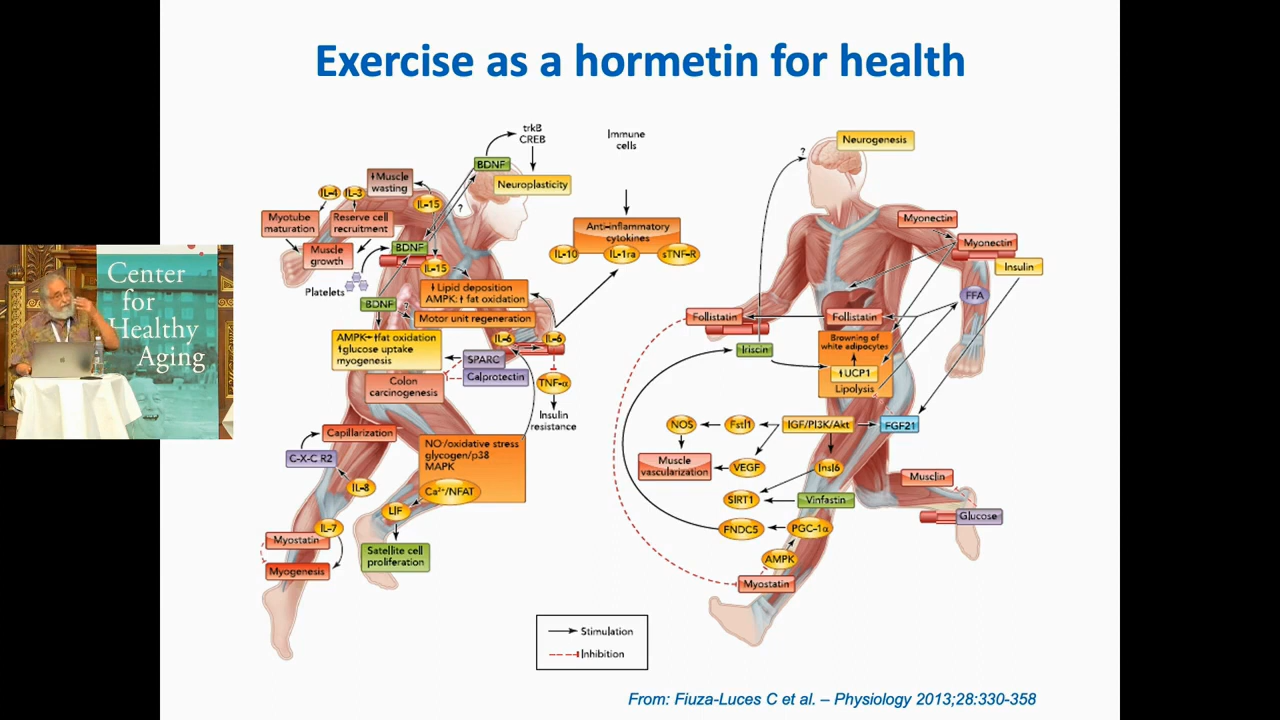 Exercise as a hormetin for health
trkB
CREB
Immune
cells
BDNF
Neuroplasticity
Muscle
wasting
IL-4
IL-3
IL-15
Myotube
maturation
Reserve cell
recruitment
Muscle
growth
?
BDNF
IL-15
Platelets
BDNF
?
Lipid deposition
AMPK: fat oxidation
Motor unit regeneration
Anti-inflammatory
cytokines
IL-10
IL-1ra
sTNF-R
AMPK fat oxidation
glucose uptake
myogenesis
IL-6
IL-6
SPARC
Calprotectin
TNF-α
Colon
carcinogenesis
Insulin
resistance
Capillarization
C-X-C R2
IL-8
NO/oxidative stress
glycogen/p38
MAPK
Ca2+/NFAT
LIF
IL-7
Myostatin
Myogenesis
Satellite cell
proliferation
?
Neurogenesis
Myonectin
Myonectin
Insulin
FFA
Follistatin
Follistatin
Iriscin
Browning of
white adipocytes
UCP1
Lipolysis
NOS
Fstl1
IGF/PI3K/Akt
FGF21
Muscle
vascularization
VEGF
Insl6
Musclin
SIRT1
Vinfastin
Glucose
FNDC5
PGC-1α
AMPK
Myostatin
Stimulation
Inhibition
From: Fiuza-Luces C et al. – Physiology 2013;28:330-358
Center
for
Healthy
Aging